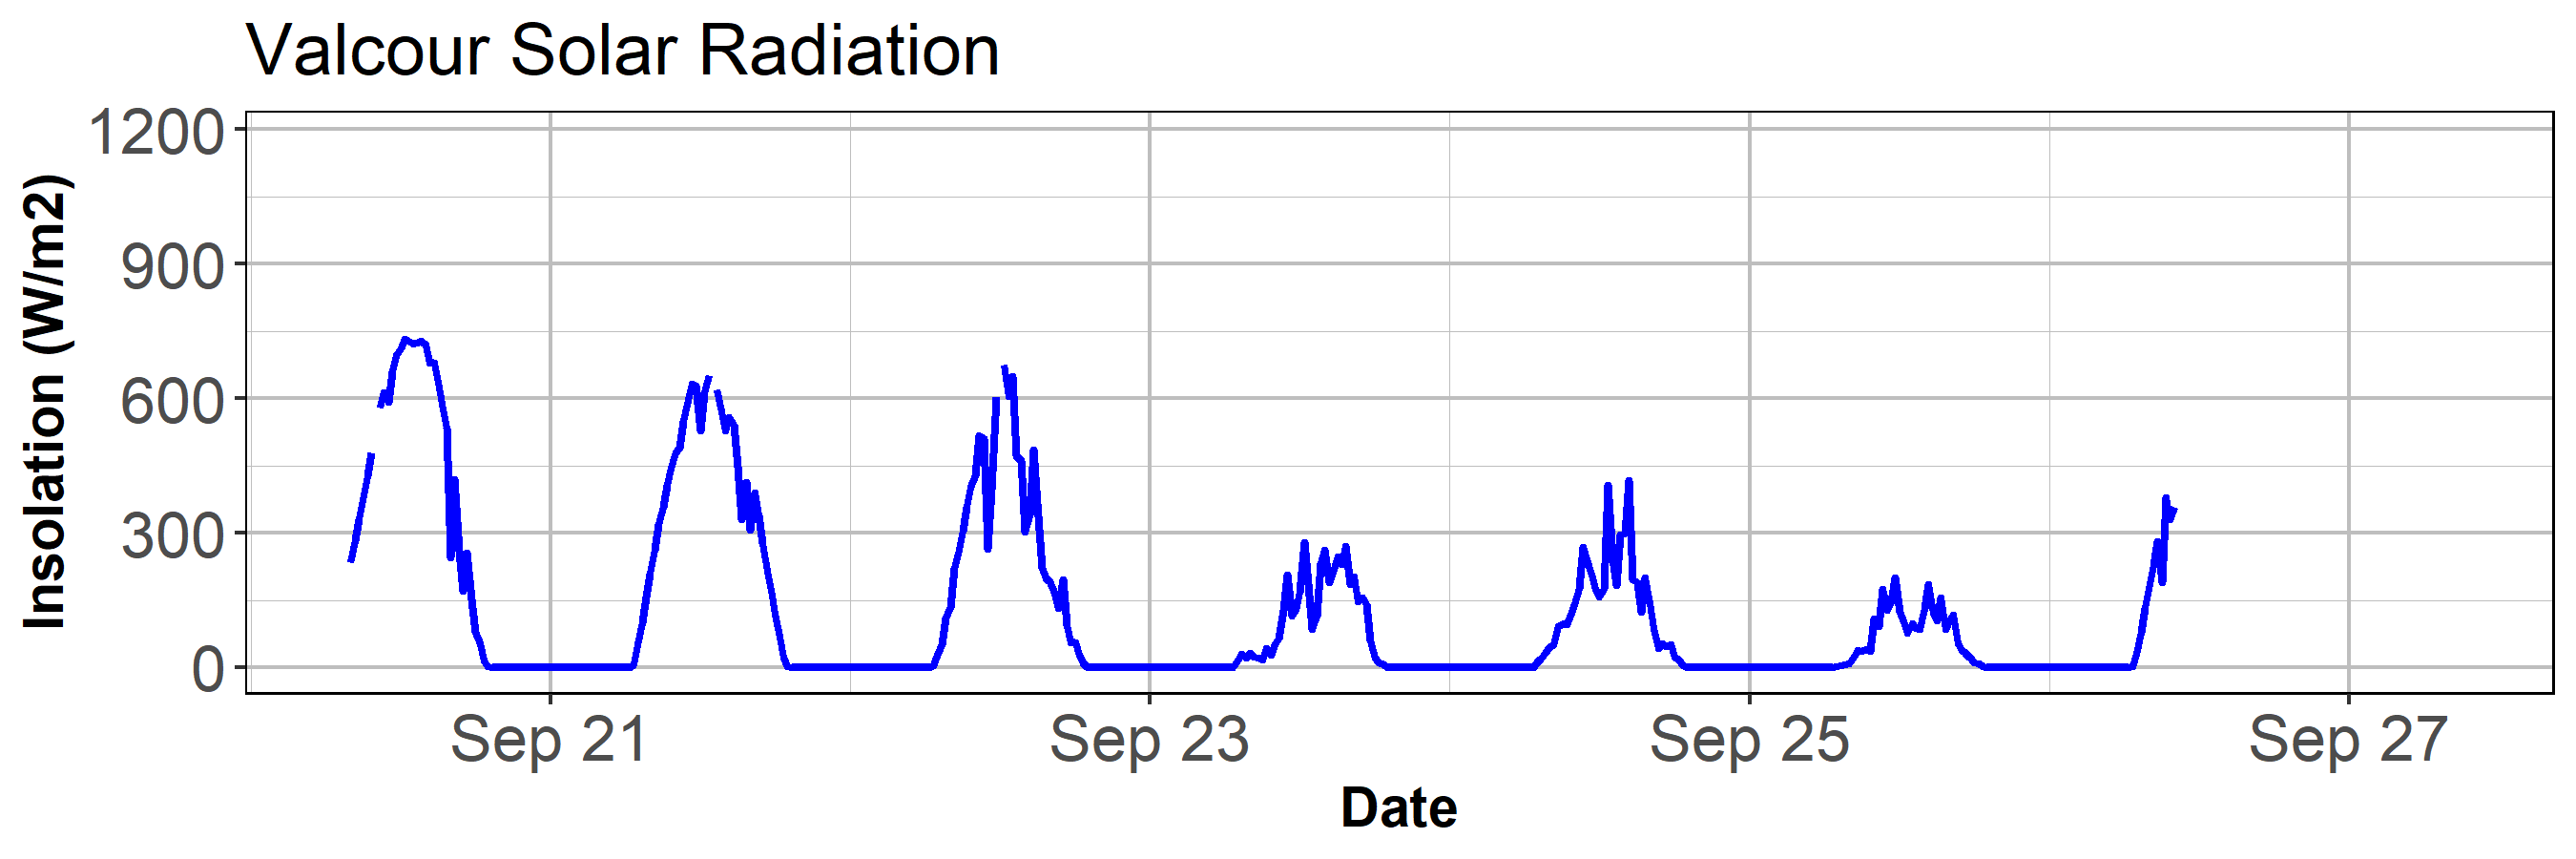 Valcour Solar Radiation
1200
900
600
300
0
Insolation (W/m2)
Sep 21 Sep 23 Sep 25 Sep 27
Date